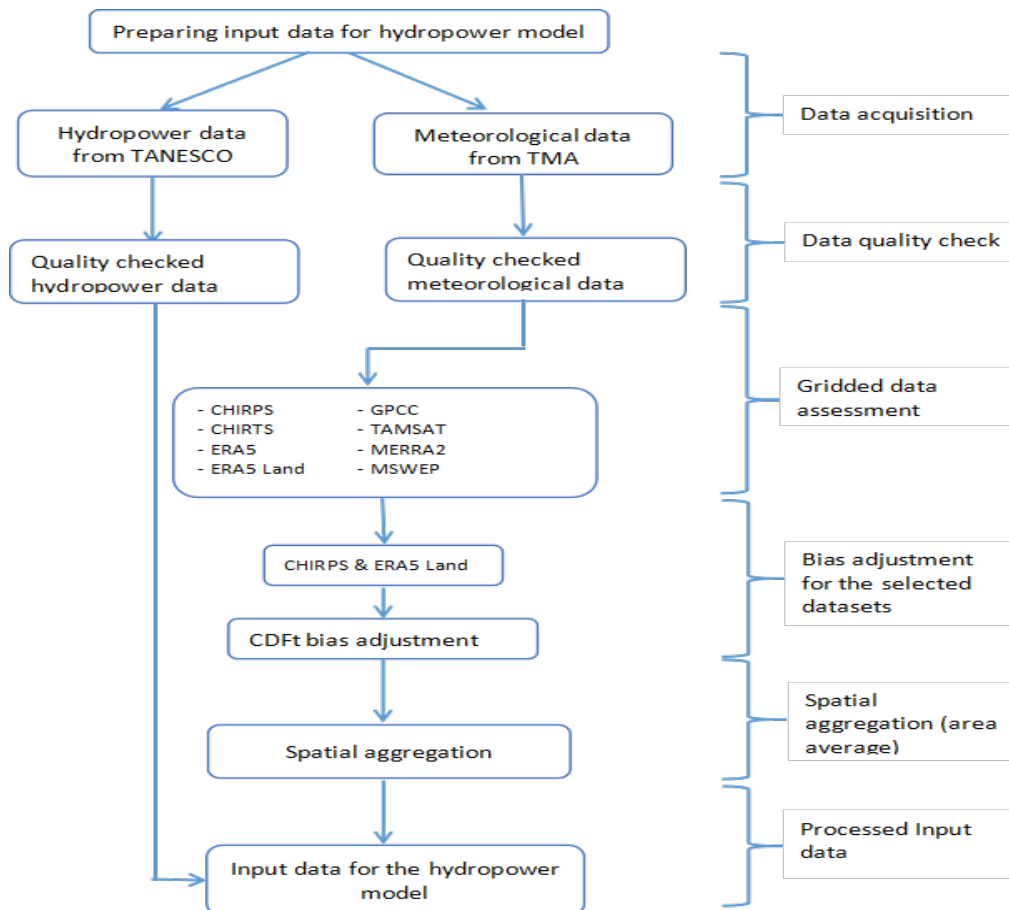 Preparing input data for hydropower model
Data acquisition
Hydropower data
from TANESCO
Meteorological data
from TMA
Data quality check
Quality checked
hydropower data
Quality checked
meteorological data
Gridded data
assessment
- CHIRPS
- CHIRTS
- ERA5
- ERA5 Land
- GPCC
- TAMSAT
- MERRA2
- MSWEP
CHIRPS & ERA5 Land
Bias adjustment
for the selected
datasets
CDFt bias adjustment
Spatial aggregation
Spatial
aggregation (area
average)
Input data for the hydropower
model
Processed Input
data